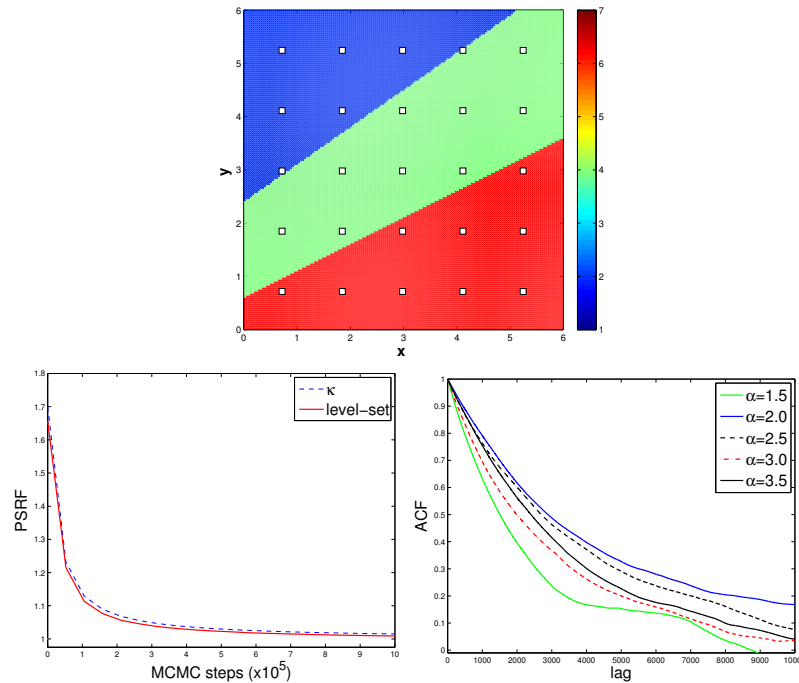 6
5
4
3
2
1
0
y
0 1 2 3 4 5 6
x
7
6
5
4
3
2
1
1.8
1.7
1.6
1.5
1.4
1.3
1.2
1.1
1
PSRF
0 1 2 3 4 5 6 7 8 9 10
MCMC steps (x10^5)
κ
level-set
1
0.9
0.8
0.7
0.6
0.5
0.4
0.3
0.2
0.1
0
ACF
0 1000 2000 3000 4000 5000 6000 7000 8000 9000 10000
lag
α=1.5
α=2.0
α=2.5
α=3.0
α=3.5